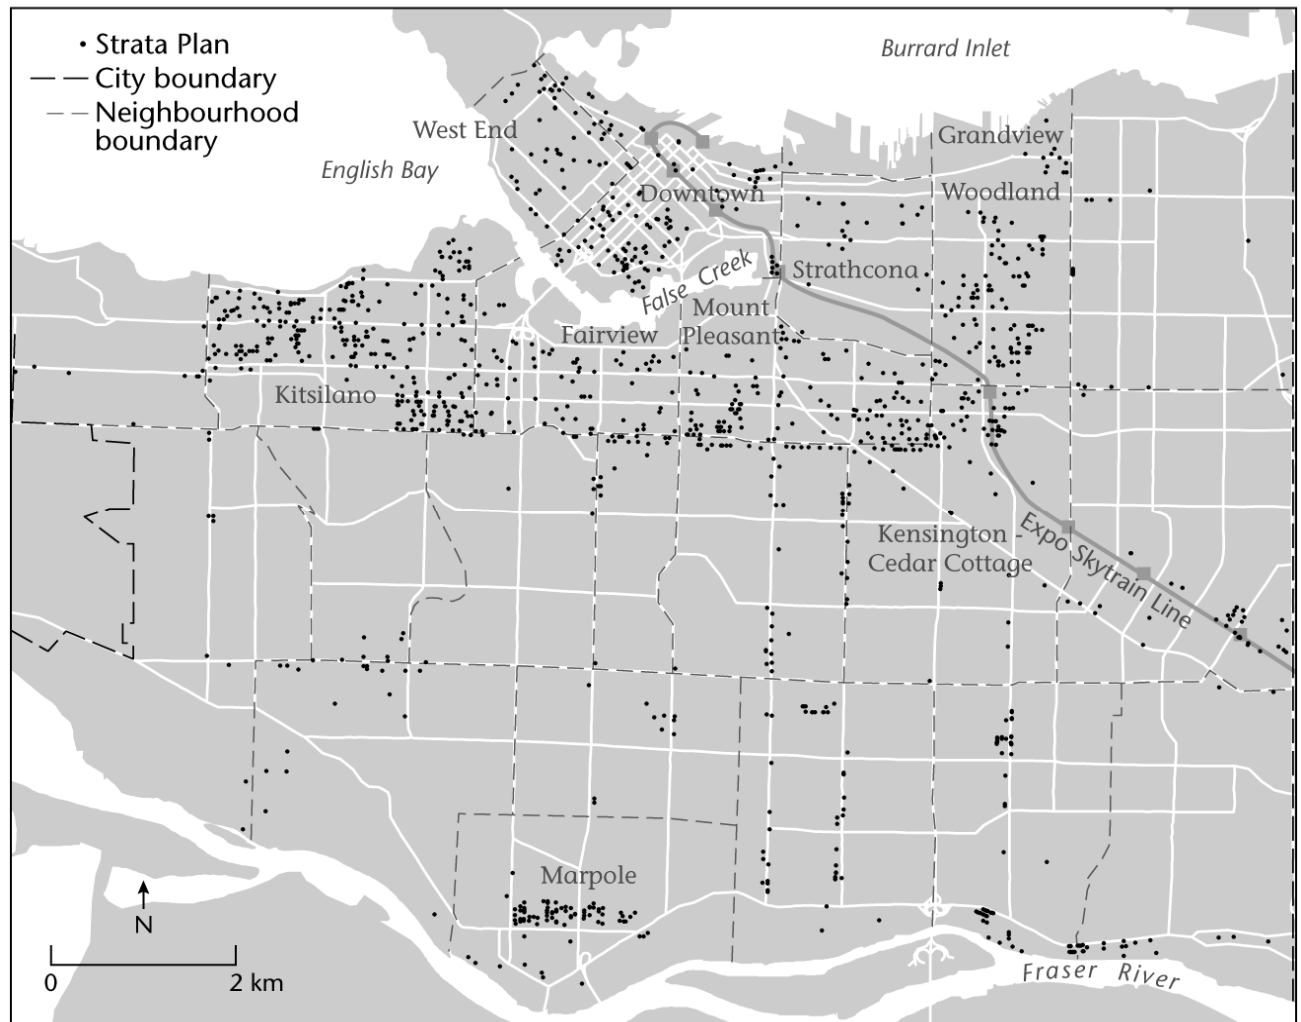 Strata Plan
City boundary
Neighbourhood
boundary
Burrard Inlet
West End
English Bay
Grandview
Woodland
Downtown
False Creek
Strathcona
Mount
Pleasant
Fairview
Kitsilano
Kensington -
Cedar Cottage
Expo Skytrain Line
Marpole
N
0 2 km
Fraser River